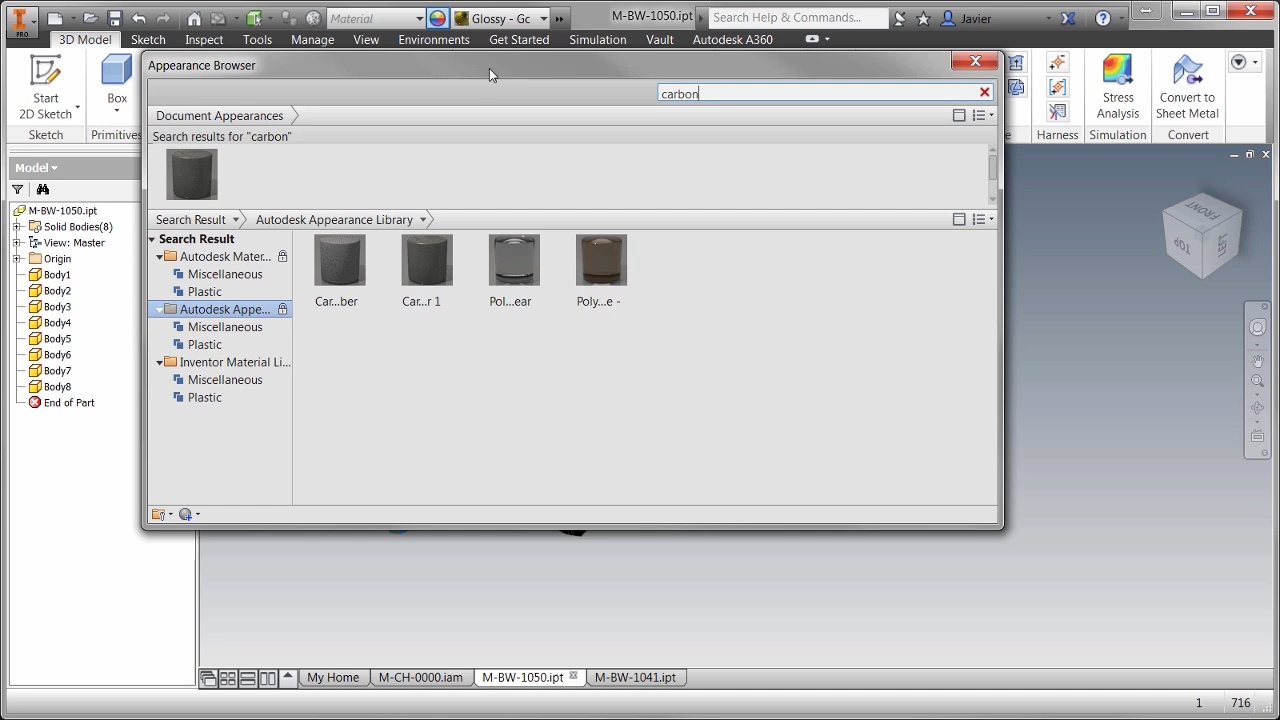 PRO
Material
Glossy - Gc
M-BW-1050.ipt
Search Help & Commands...
Javier
3D Model
Sketch
Inspect
Tools
Manage
View
Environments
Get Started
Simulation
Vault
Autodesk A360
Start
2D Sketch
Box
Sketch
Primitives
Harness
Stress
Analysis
Simulation
Convert to
Sheet Metal
Convert
Appearance Browser
carbon
Document Appearances
Search results for "carbon"
Search Result
Autodesk Appearance Library
Search Result
Autodesk Mater...
Miscellaneous
Plastic
Autodesk Appe...
Miscellaneous
Plastic
Inventor Material Li...
Miscellaneous
Plastic
Car...ber
Car...r 1
Pol...ear
Poly...e -
Model
M-BW-1050.ipt
Solid Bodies(8)
View: Master
Origin
Body1
Body2
Body3
Body4
Body5
Body6
Body7
Body8
End of Part
FRONT
TOP
LEFT
My Home
M-CH-0000.iam
M-BW-1050.ipt
M-BW-1041.ipt
1
716